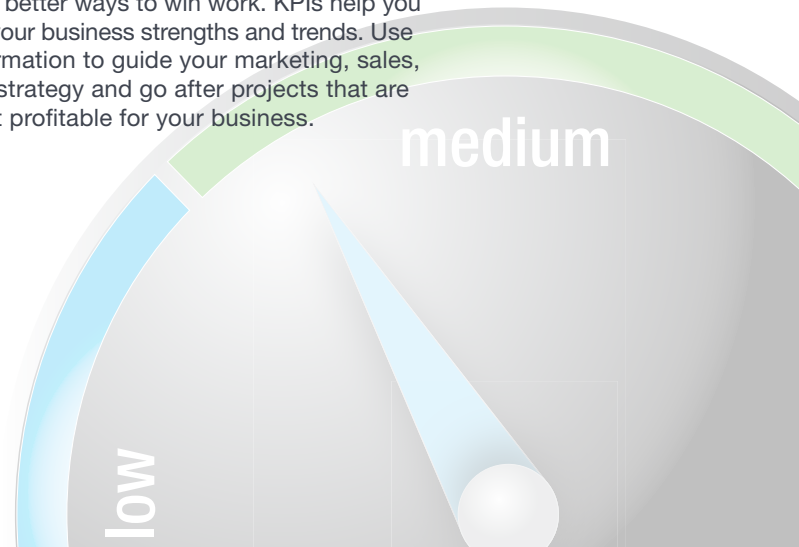 better ways to win work. KPIs help you
your business strengths and trends. Use
rmation to guide your marketing, sales,
strategy and go after projects that are
profitable for your business.
medium
low